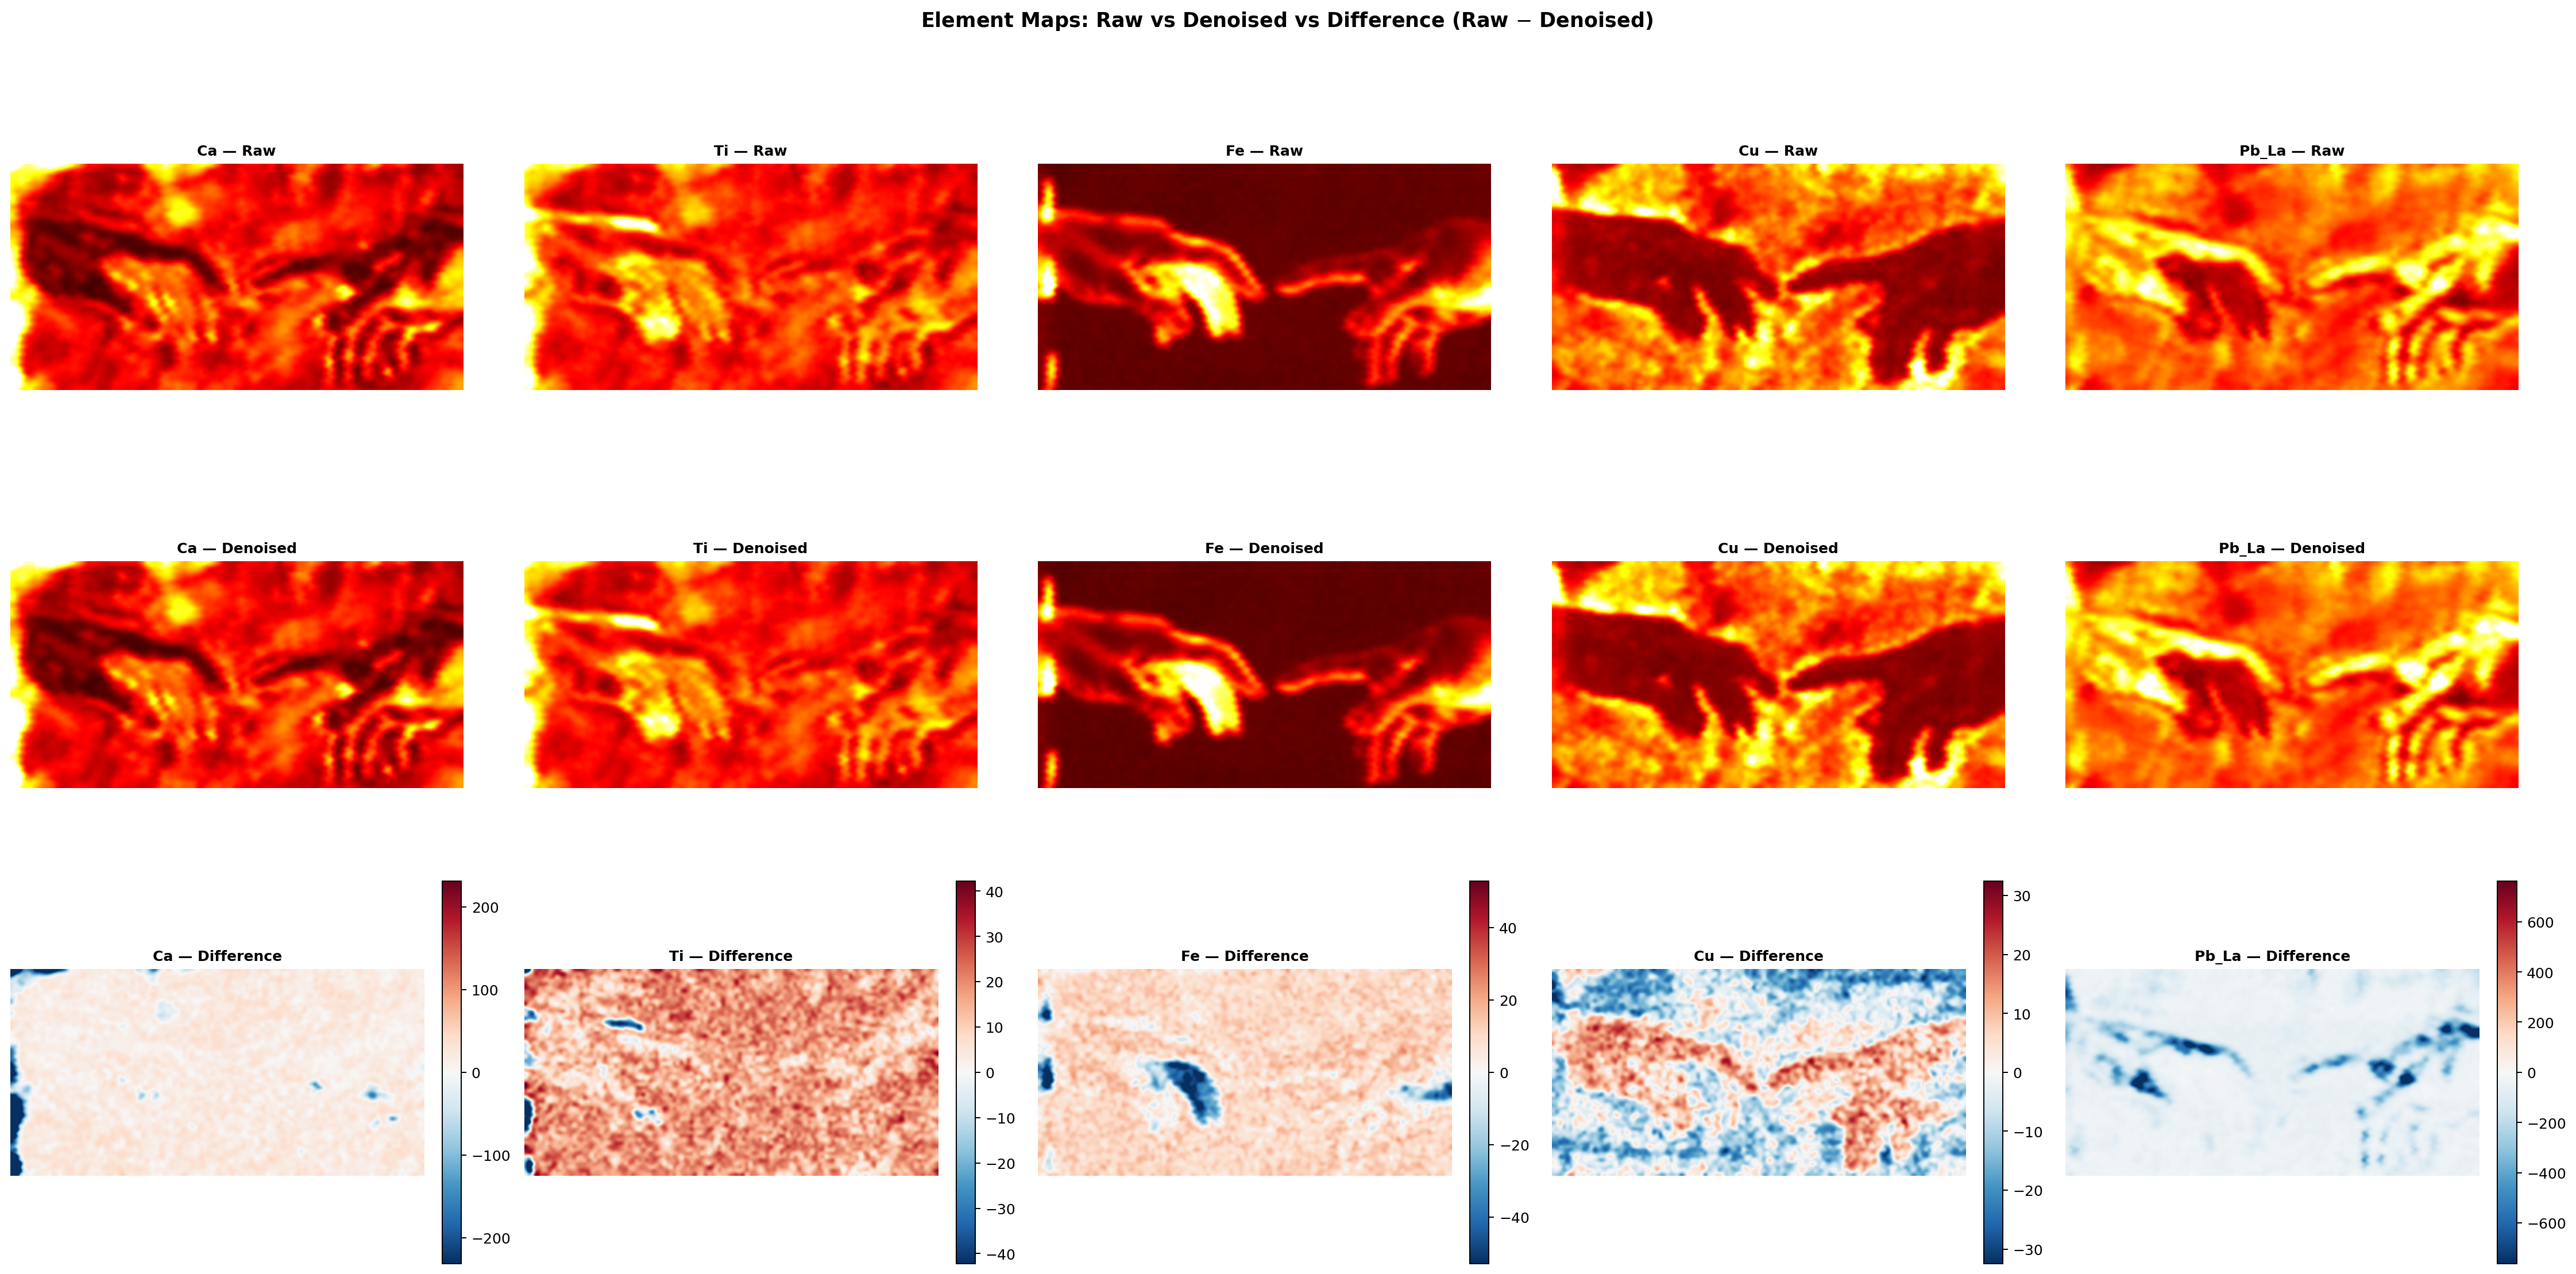 Element Maps: Raw vs Denoised vs Difference (Raw − Denoised)
Ca — Raw
Ti — Raw
Fe — Raw
Cu — Raw
Pb_La — Raw
Ca — Denoised
Ti — Denoised
Fe — Denoised
Cu — Denoised
Pb_La — Denoised
Ca — Difference
200
100
0
−100
−200
Ti — Difference
40
30
20
10
0
−10
−20
−30
−40
Fe — Difference
40
20
0
−20
−40
Cu — Difference
30
20
10
0
−10
−20
−30
Pb_La — Difference
600
400
200
0
−200
−400
−600